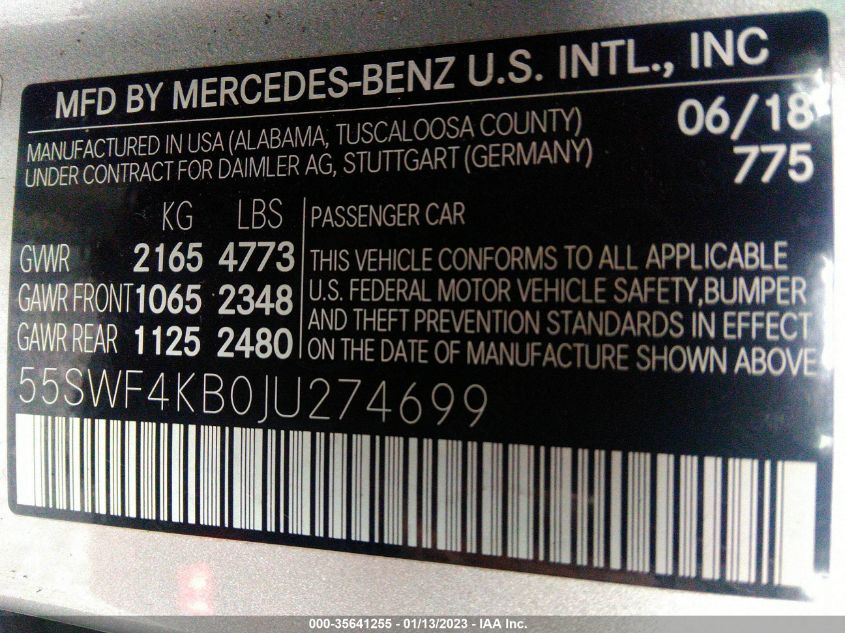 MFD BY MERCEDES-BENZ U.S. INTL., INC
MANUFACTURED IN USA (ALABAMA, TUSCALOOSA COUNTY) 06/18
UNDER CONTRACT FOR DAIMLER AG, STUTTGART (GERMANY) 775
KG LBS PASSENGER CAR
GVWR 2165 4773 THIS VEHICLE CONFORMS TO ALL APPLICABLE
GAWR FRONT 1065 2348 U.S. FEDERAL MOTOR VEHICLE SAFETY, BUMPER
GAWR REAR 1125 2480 AND THEFT PREVENTION STANDARDS IN EFFECT
ON THE DATE OF MANUFACTURE SHOWN ABOVE
55SWF4KB0JU274699
000-35641255 - 01/13/2023 - IAA Inc.